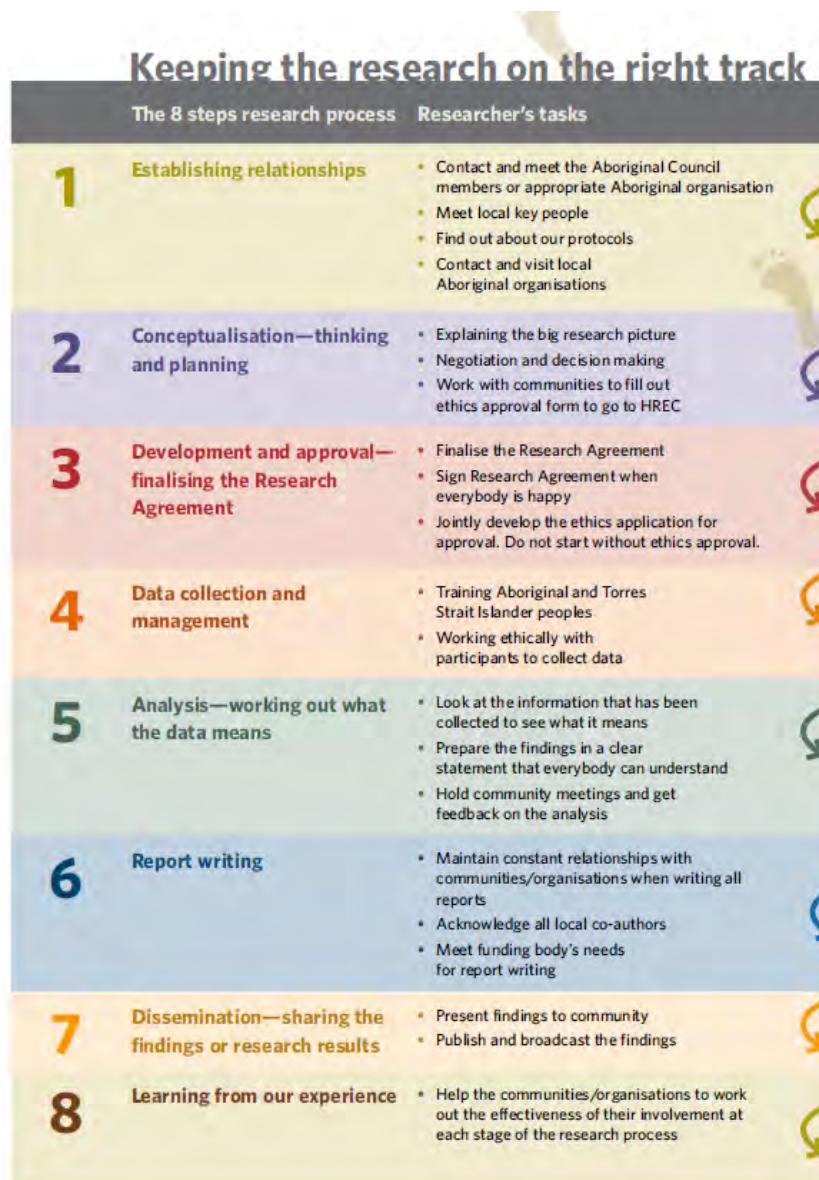 Keeping the research on the right track
The 8 steps research process Researcher's tasks
1
Establishing relationships
• Contact and meet the Aboriginal Council
members or appropriate Aboriginal organisation
• Meet local key people
• Find out about our protocols
• Contact and visit local
Aboriginal organisations
2
Conceptualisation—thinking
and planning
• Explaining the big research picture
• Negotiation and decision making
• Work with communities to fill out
ethics approval form to go to HREC
3
Development and approval—
finalising the Research
Agreement
• Finalise the Research Agreement
• Sign Research Agreement when
everybody is happy
• Jointly develop the ethics application for
approval. Do not start without ethics approval.
4
Data collection and
management
• Training Aboriginal and Torres
Strait Islander peoples
• Working ethically with
participants to collect data
5
Analysis—working out what
the data means
• Look at the information that has been
collected to see what it means
• Prepare the findings in a clear
statement that everybody can understand
• Hold community meetings and get
feedback on the analysis
6
Report writing
• Maintain constant relationships with
communities/organisations when writing all
reports
• Acknowledge all local co-authors
• Meet funding body's needs
for report writing
7
Dissemination—sharing the
findings or research results
• Present findings to community
• Publish and broadcast the findings
8
Learning from our experience
• Help the communities/organisations to work
out the effectiveness of their involvement at
each stage of the research process